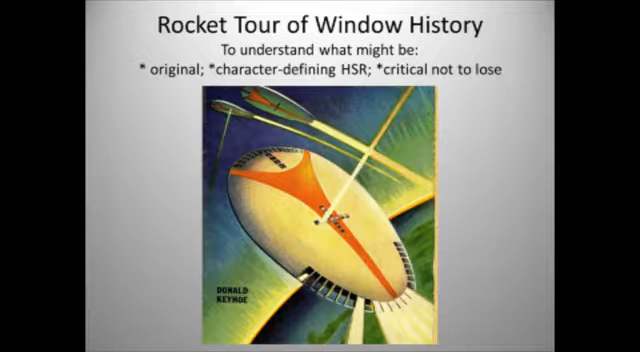 Rocket Tour of Window History
To understand what might be:
* original; *character-defining HSR; *critical not to lose
DONALD
KEYHOE